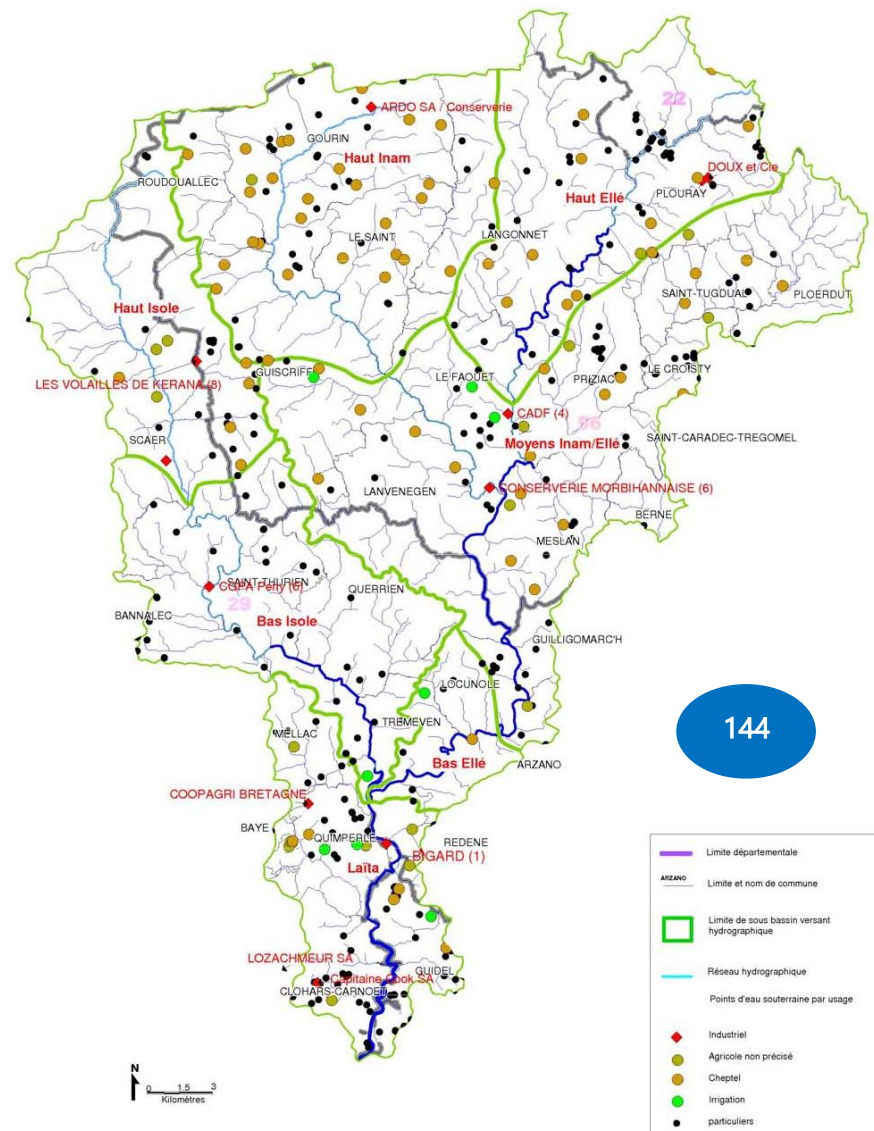 22
ARDO SA / Conserverie
GOURIN
Haut Inam
DOUX et Cie
ROUDOUALLEC
PLOURAY
Haut Ellé
LE SAINT
LANGONNET
SAINT-TUGDUAL
PLOERDUT
Haut Isole
GUISCRIFF
LE FAOUET
PRIZIAC
LE CROISTY
LES VOLAILLES DE KERANA (8)
CADF (4)
56
SCAER
Moyens Inam/Ellé
SAINT-CARADEC-TREGOMEL
LANVENEGEN
CONSERVERIE MORBIHANNAISE (6)
BERNE
MESLAN
SAINT-THURIEN
CGPA Peny (6)
QUERRIEN
29
BANNALEC
Bas Isole
GUILLIGOMARC'H
LOCUNOLE
TREMEVEN
MELLAC
144
Bas Ellé
ARZANO
COOPAGRI BRETAGNE
BAYE
QUIMPERLE
REDENE
BIGARD (1)
Laïta
LOZACHMEUR SA
Capitaine Cook SA
GUIDEL
CLOHARS-CARNOET
N
0 1.5 3
Kilomètres
Limite départementale
ARZANO
Limite et nom de commune
Limite de sous bassin versant
hydrographique
Réseau hydrographique
Points d'eau souterraine par usage
Industriel
Agricole non précisé
Cheptel
Irrigation
particuliers